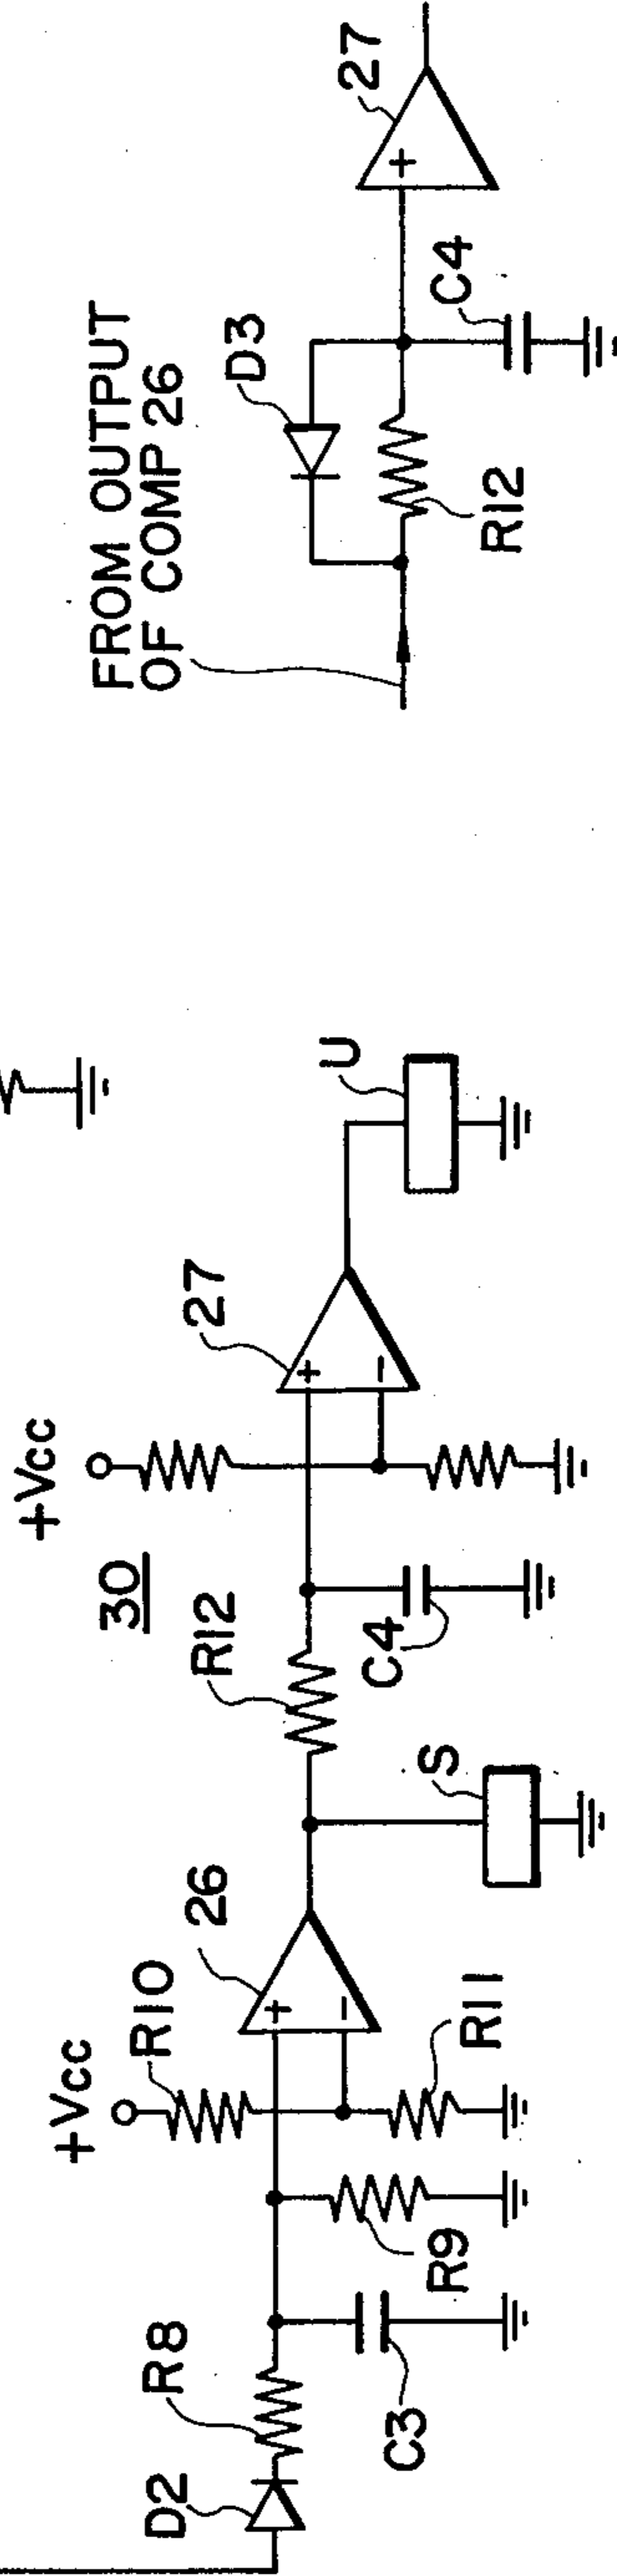 FROM OUTPUT
OF COMP 26
D3
27
+
R12
C4
+Vcc
+Vcc
30
R10
26
R12
27
U
D2
R8
+
−
+
−
C3
R9
R11
S
C4